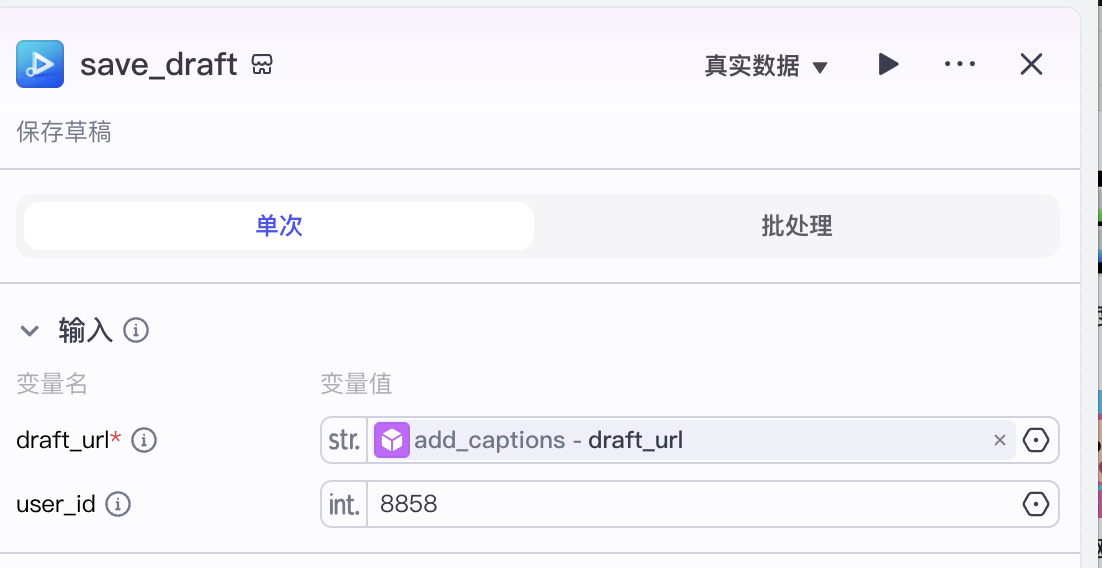 save_draft
真实数据 ▼
保存草稿
单次 批处理
输入
变量名 变量值
draft_url* str. add_captions - draft_url
user_id int. 8858